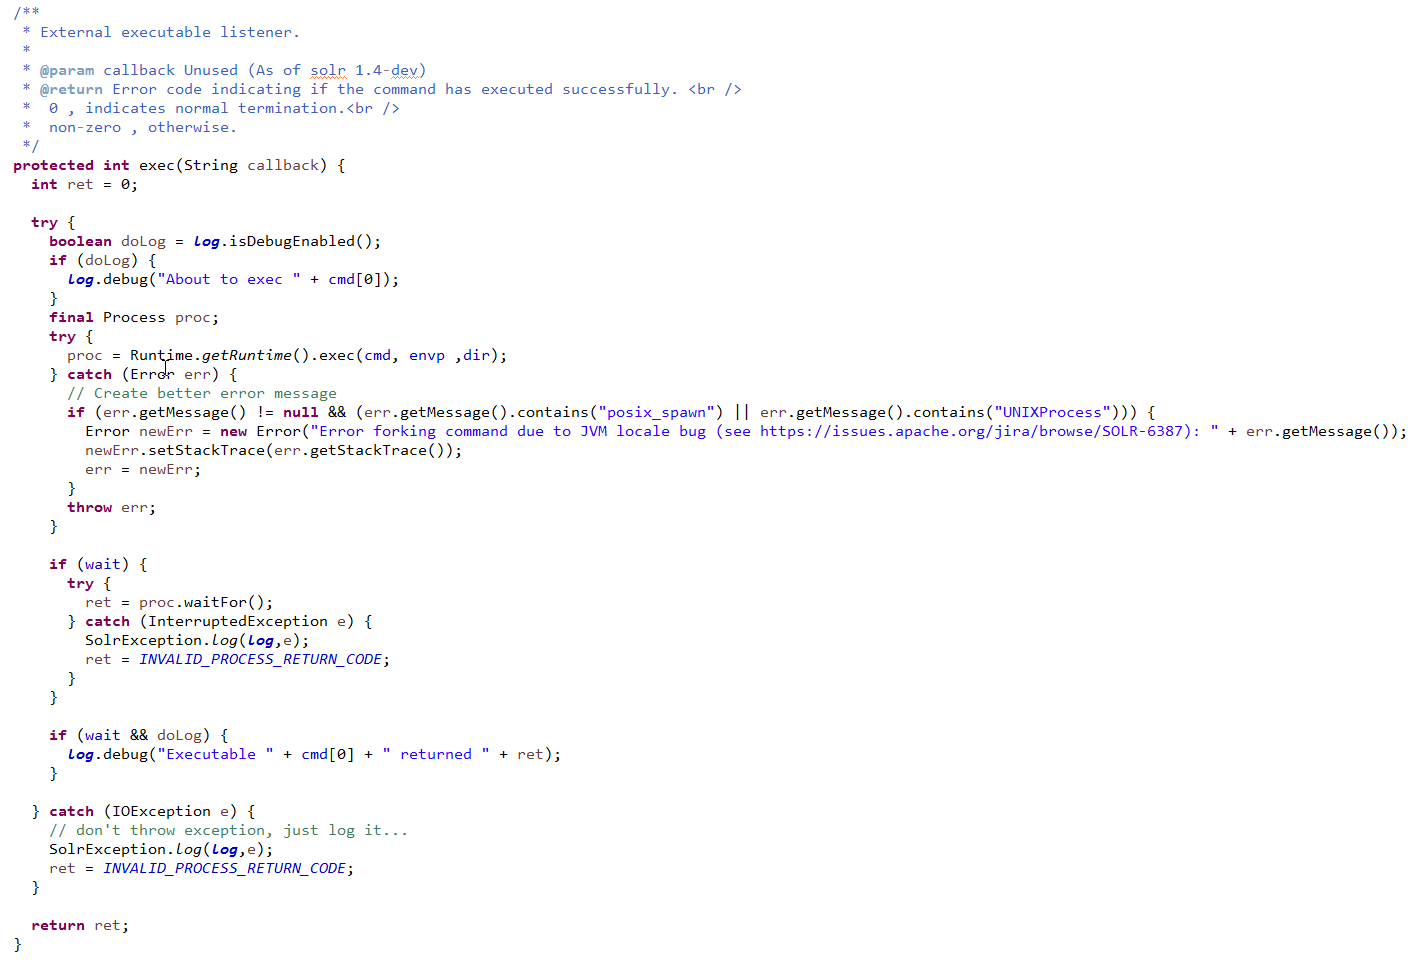 /**
 * External executable listener.
 *
 * @param callback Unused (As of solr 1.4-dev)
 * @return Error code indicating if the command has executed successfully. <br />
 *  0 , indicates normal termination.<br />
 *  non-zero , otherwise.
 */
protected int exec(String callback) {
  int ret = 0;

  try {
    boolean doLog = log.isDebugEnabled();
    if (doLog) {
      log.debug("About to exec " + cmd[0]);
    }
    final Process proc;
    try {
      proc = Runtime.getRuntime().exec(cmd, envp ,dir);
    } catch (Error err) {
      // Create better error message
      if (err.getMessage() != null && (err.getMessage().contains("posix_spawn") || err.getMessage().contains("UNIXProcess"))) {
        Error newErr = new Error("Error forking command due to JVM locale bug (see https://issues.apache.org/jira/browse/SOLR-6387): " + err.getMessage());
        newErr.setStackTrace(err.getStackTrace());
        err = newErr;
      }
      throw err;
    }

    if (wait) {
      try {
        ret = proc.waitFor();
      } catch (InterruptedException e) {
        SolrException.log(log,e);
        ret = INVALID_PROCESS_RETURN_CODE;
      }
    }

    if (wait && doLog) {
      log.debug("Executable " + cmd[0] + " returned " + ret);
    }

  } catch (IOException e) {
    // don't throw exception, just log it...
    SolrException.log(log,e);
    ret = INVALID_PROCESS_RETURN_CODE;
  }

  return ret;
}